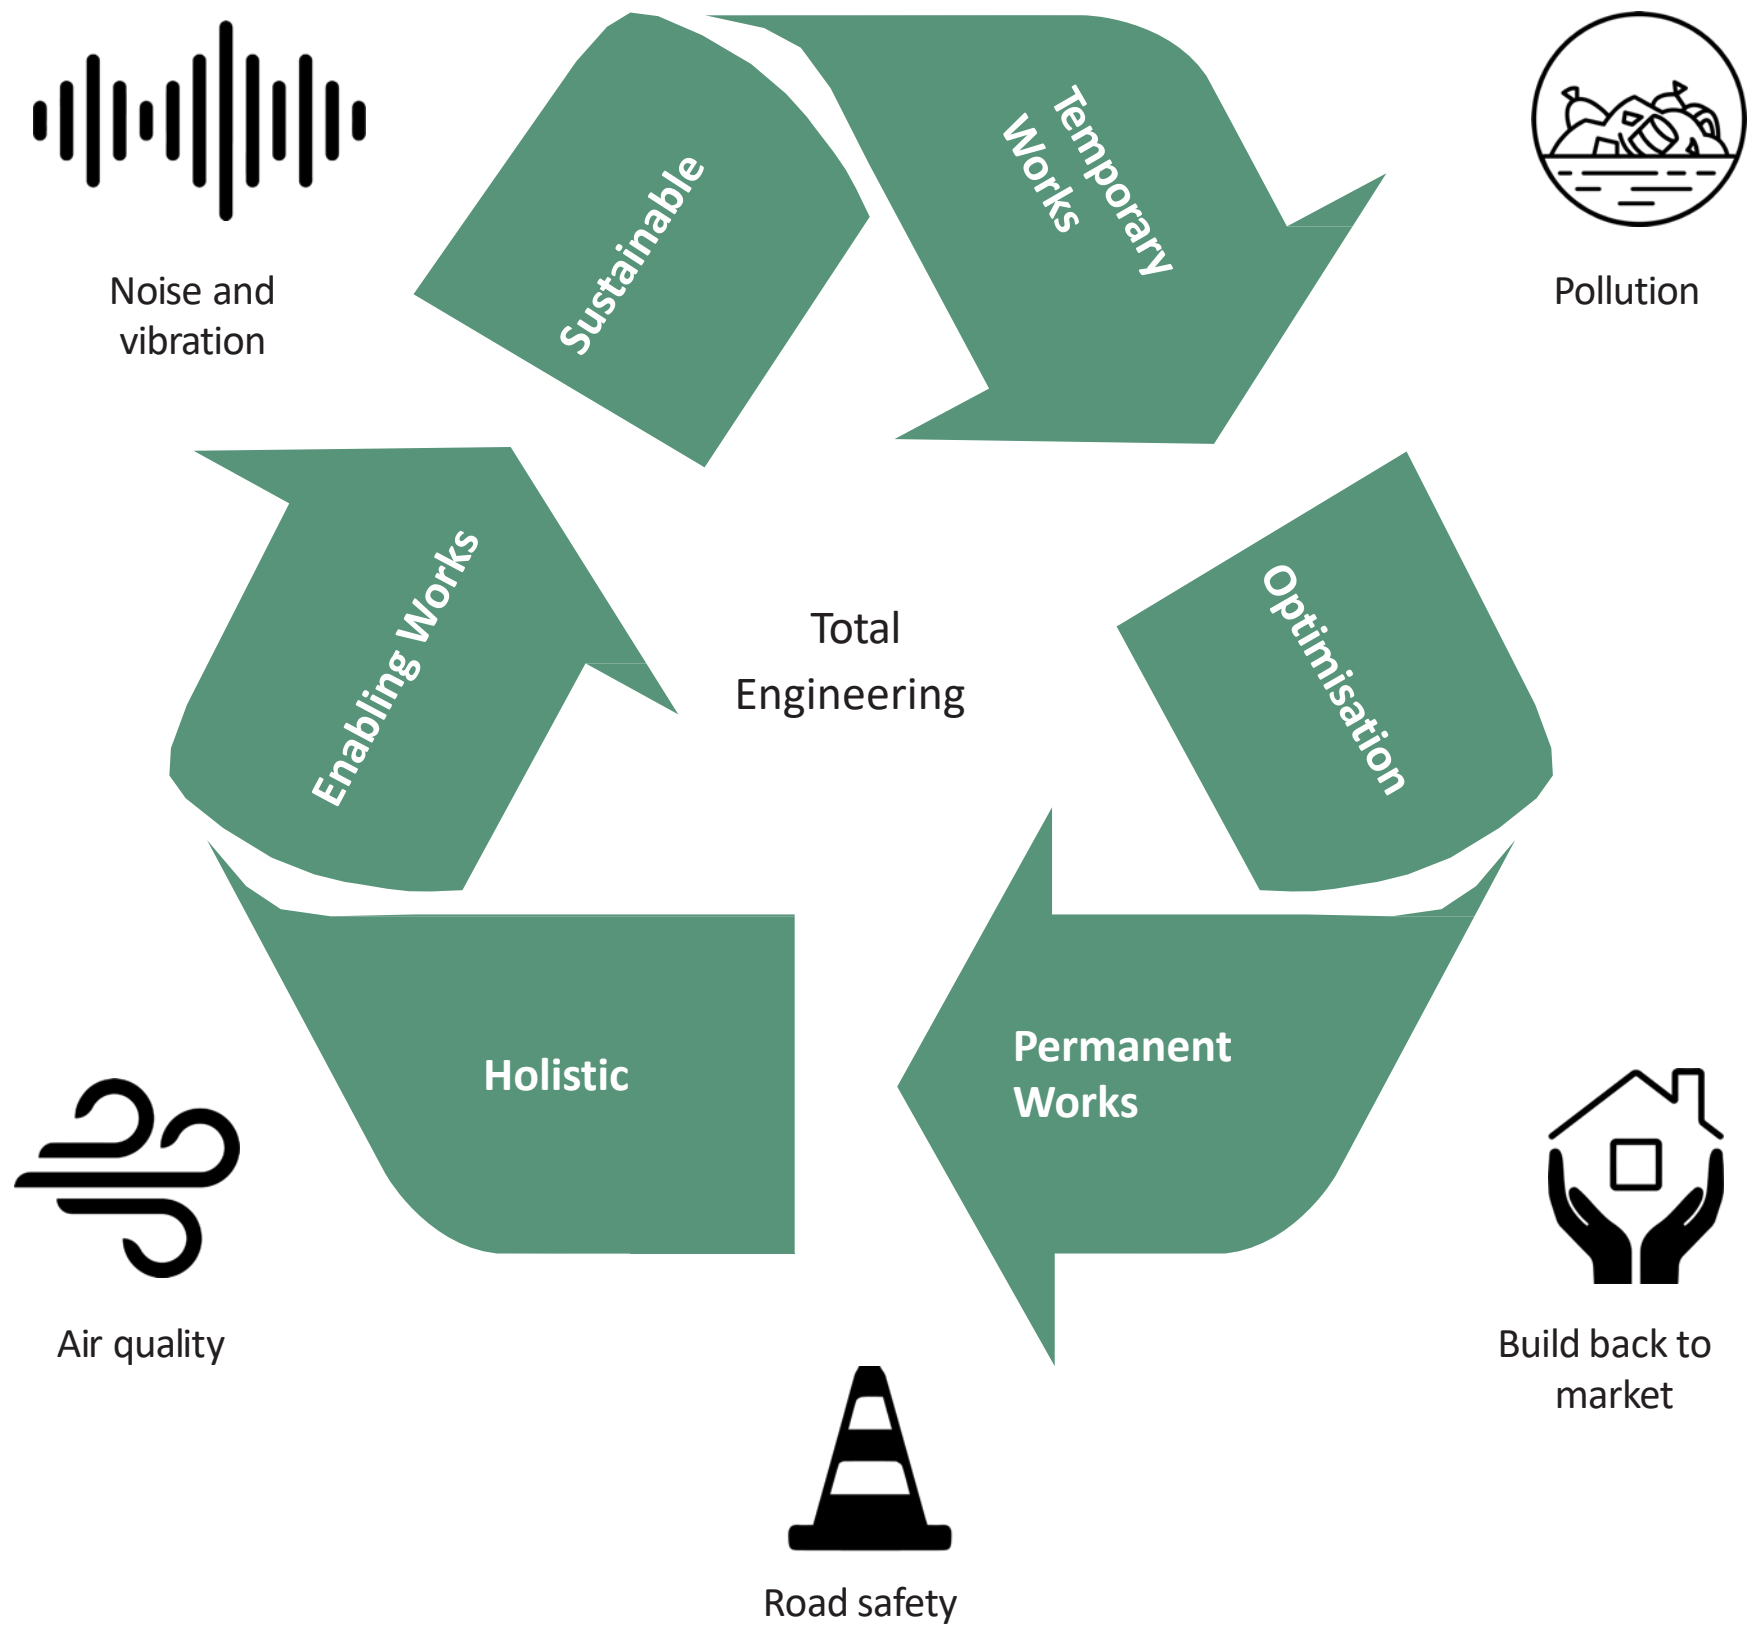 Noise and
vibration
Sustainable
Temporary
Works
Pollution
Enabling Works
Total
Engineering
Optimisation
Holistic
Permanent
Works
Air quality
Build back to
market
Road safety